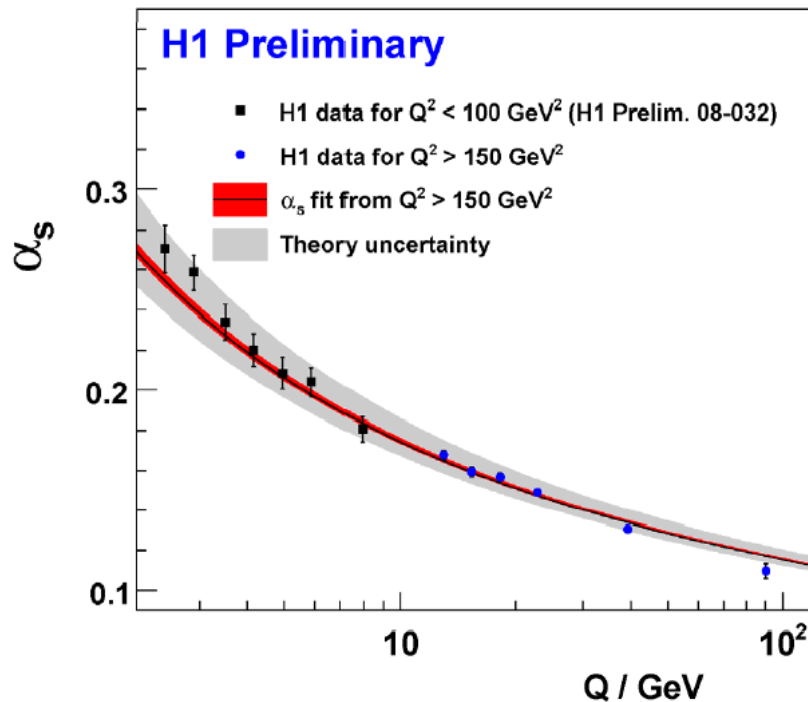 H1 Preliminary
H1 data for Q² < 100 GeV² (H1 Prelim. 08-032)
H1 data for Q² > 150 GeV²
αs fit from Q² > 150 GeV²
Theory uncertainty
αs
0.3
0.2
0.1
10
10²
Q / GeV